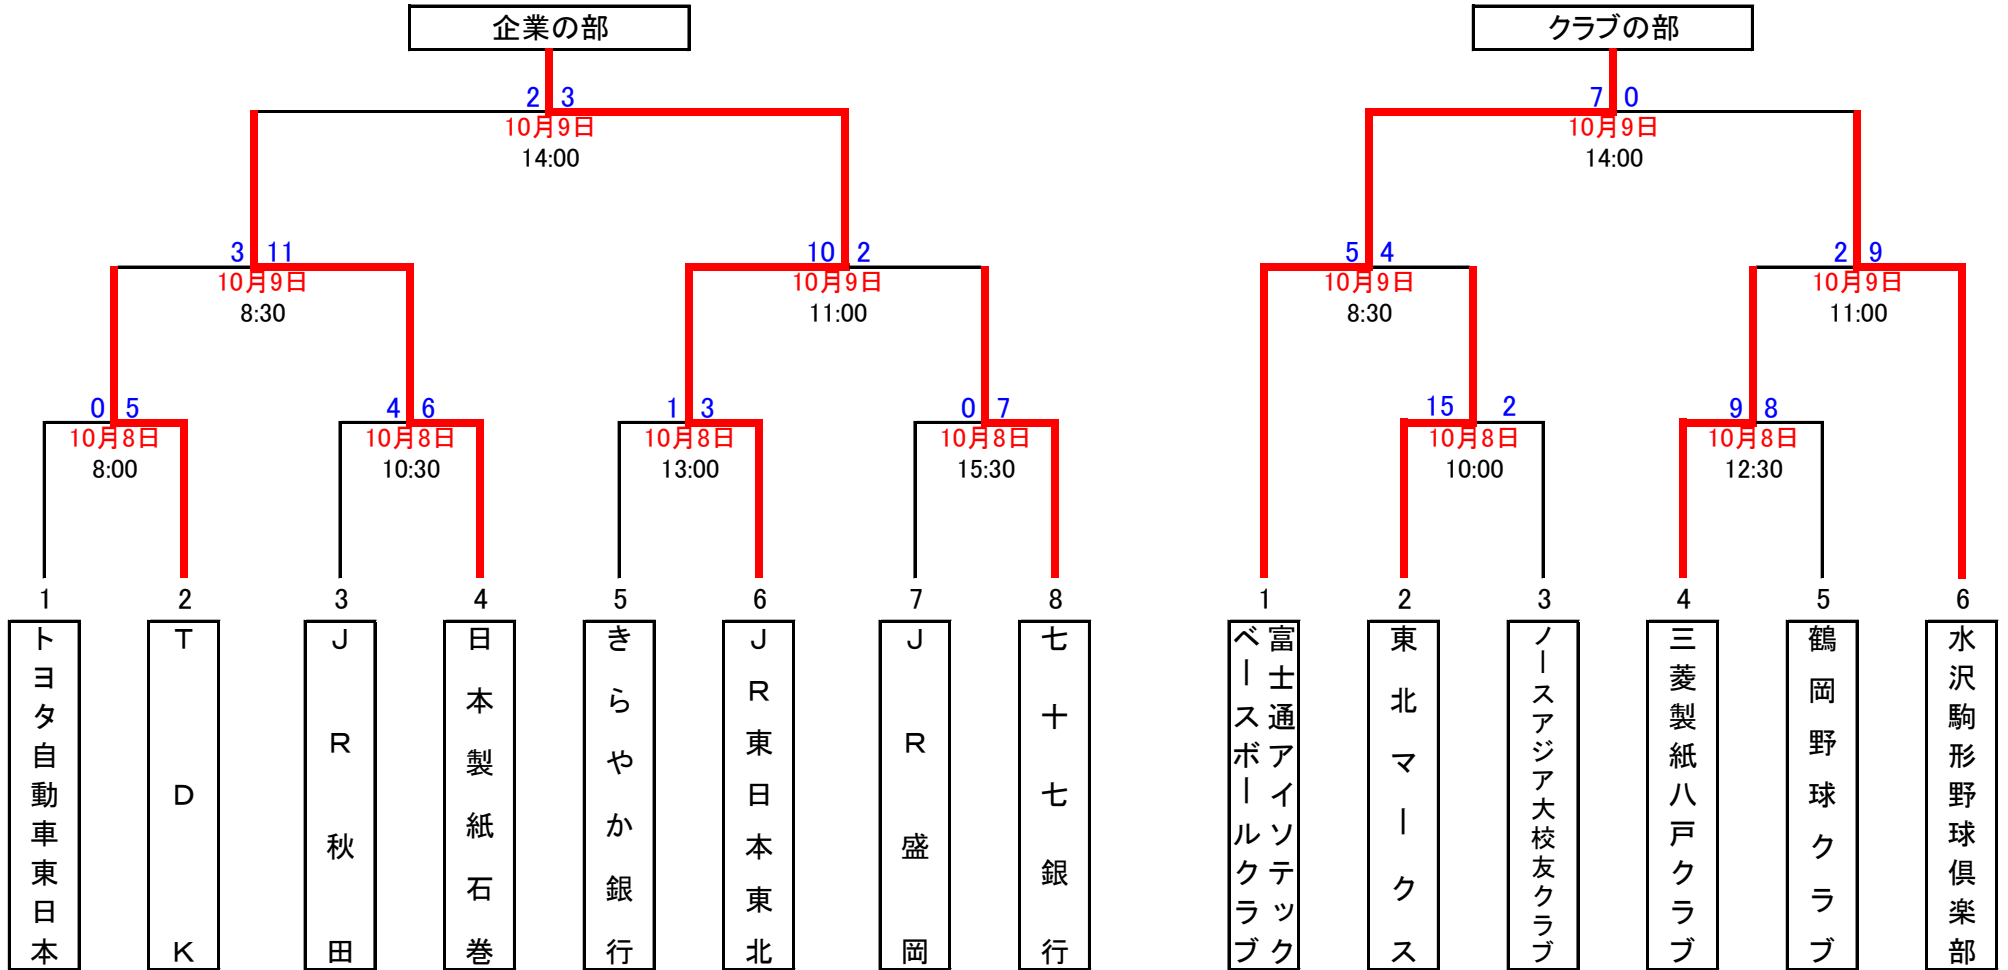 企業の部
クラブの部
2 3
7 0
10月9日
10月9日
14:00
14:00
3 11
10 2
5 4
2 9
10月9日
10月9日
10月9日
10月9日
8:30
11:00
8:30
11:00
0 5
4 6
1 3
0 7
15 2
9 8
10月8日
10月8日
10月8日
10月8日
10月8日
10月8日
8:00
10:30
13:00
15:30
10:00
12:30
1
2
3
4
5
6
7
8
1
2
3
4
5
6
トヨタ自動車東日本
TDK
JR秋田
日本製紙石巻
きらやか銀行
JR東日本東北
JR盛岡
七十七銀行
富士通アイソテック
ベースボールクラブ
東北マークス
ノースアジア大校友クラブ
三菱製紙八戸クラブ
鶴岡野球クラブ
水沢駒形野球倶楽部